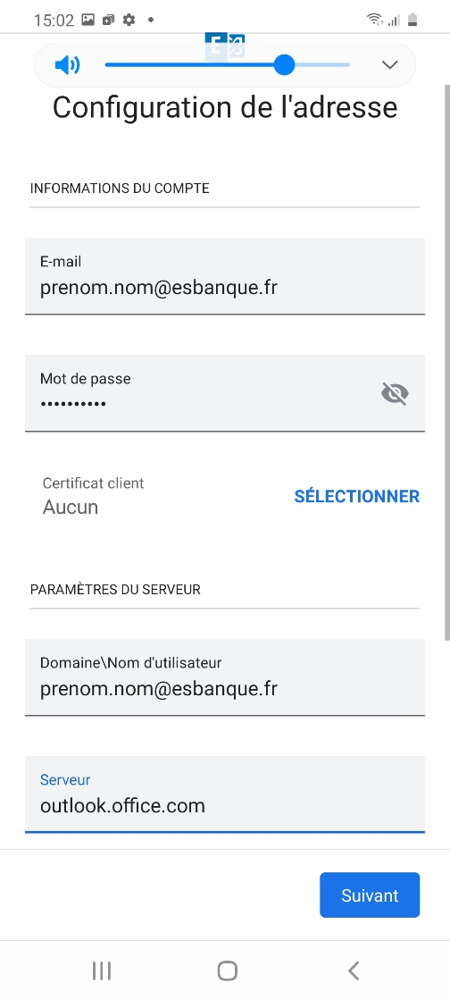 15:02
E
Configuration de l'adresse
INFORMATIONS DU COMPTE
E-mail
prenom.nom@esbanque.fr
Mot de passe
••••••••••
Certificat client
Aucun
SÉLECTIONNER
PARAMÈTRES DU SERVEUR
Domaine\Nom d'utilisateur
prenom.nom@esbanque.fr
Serveur
outlook.office.com
Suivant